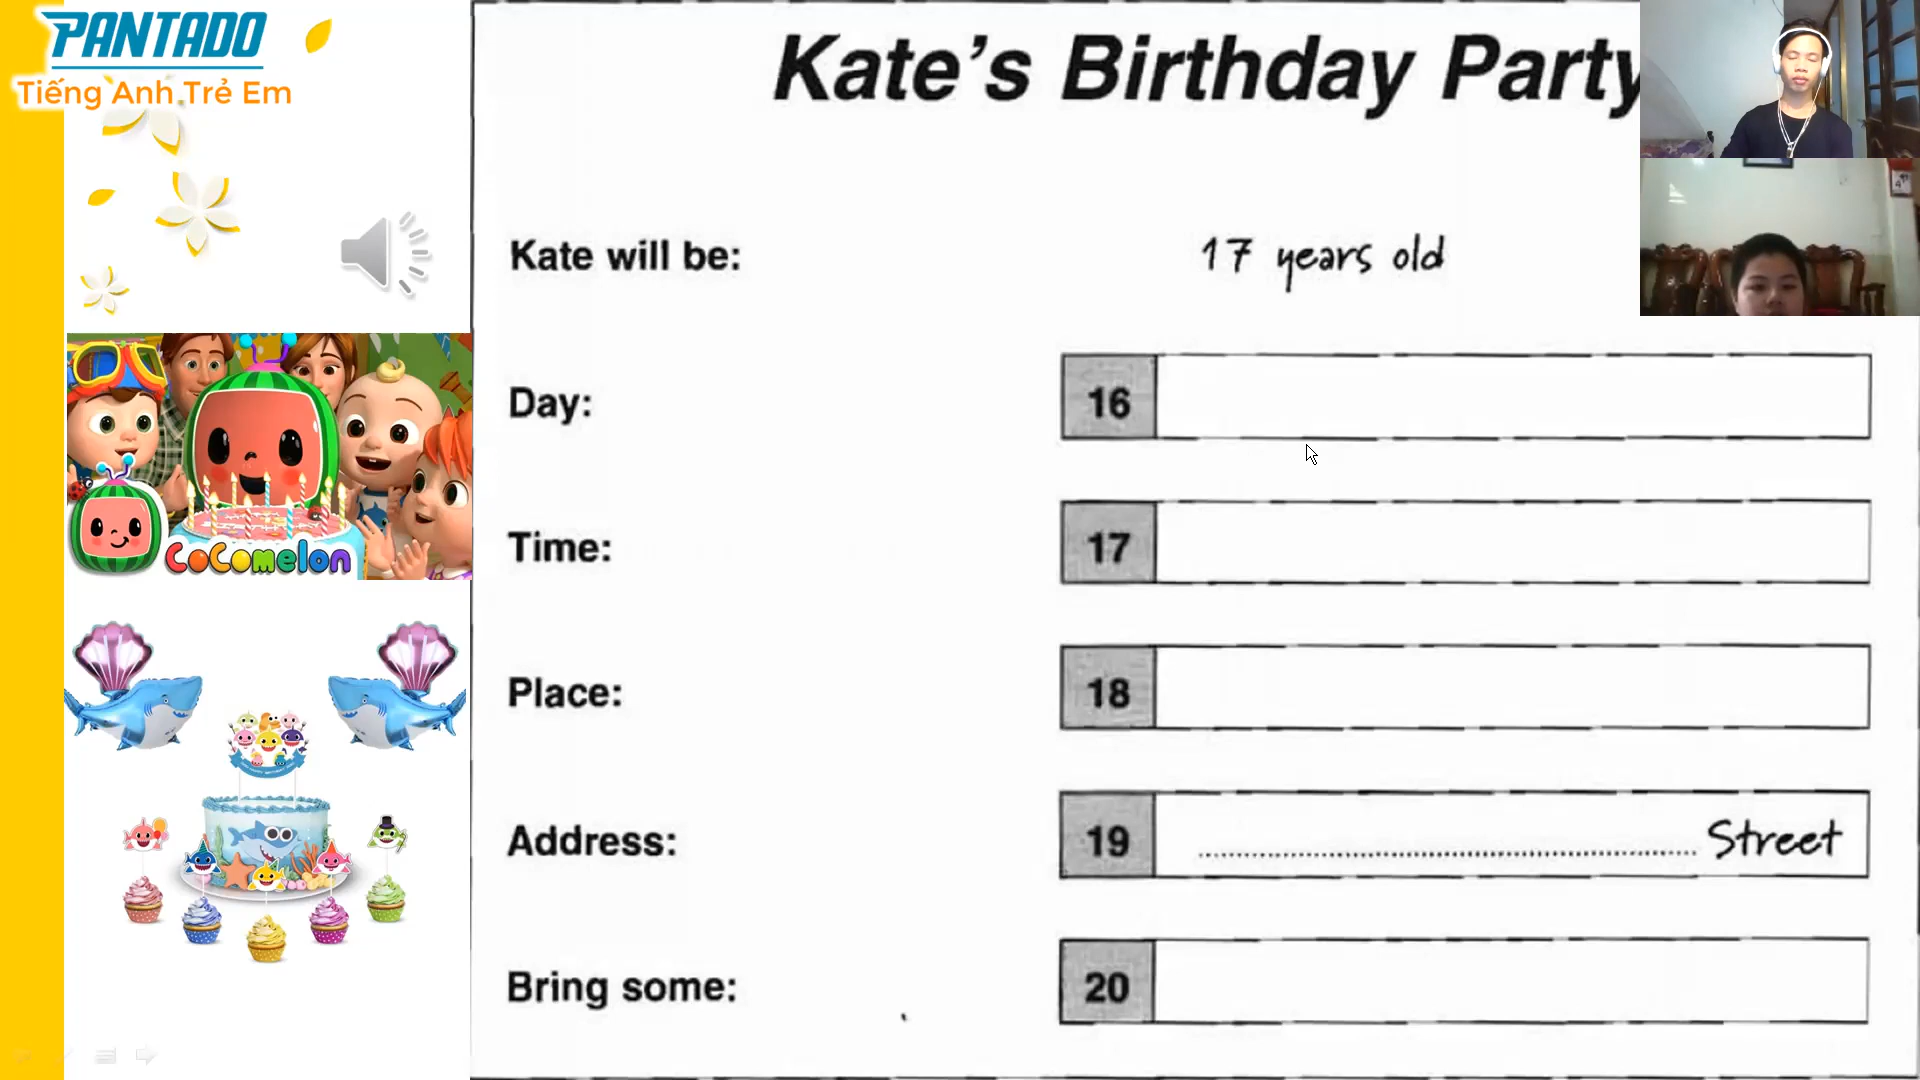 PANTADO
Tiếng Anh Trẻ Em
Kate's Birthday Party
Kate will be: 17 years old
Day: 16
Time: 17
Place: 18
Address: 19 Street
Bring some: 20
CoComelon